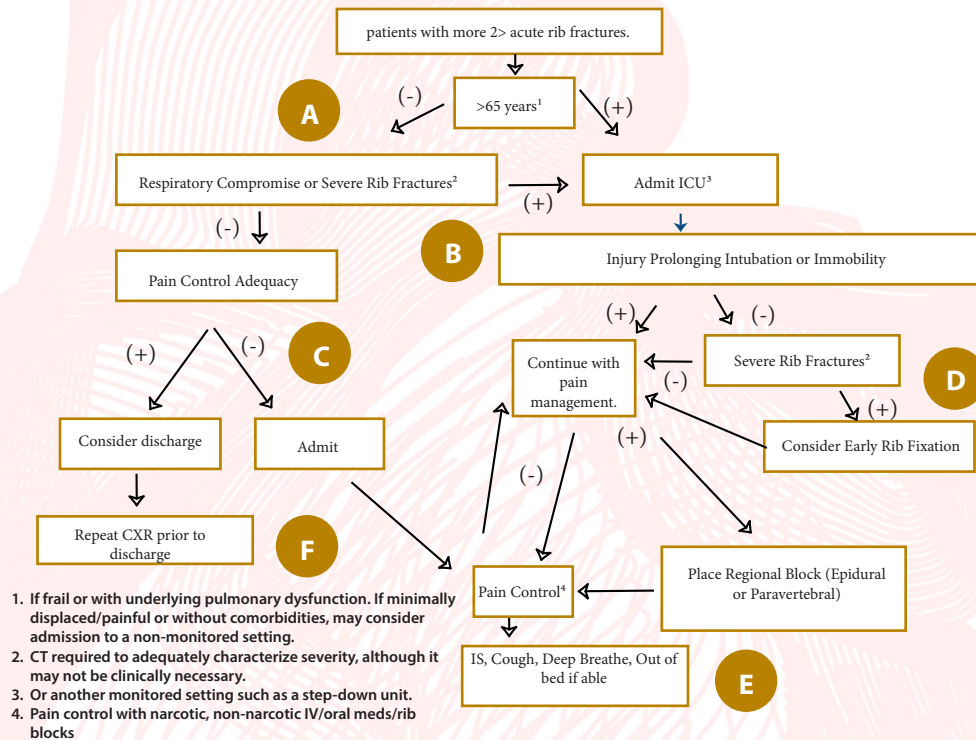 patients with more 2> acute rib fractures.
A
(-)
>65 years¹
(+)
Respiratory Compromise or Severe Rib Fractures²
(+)
Admit ICU³
(-)
B
Injury Prolonging Intubation or Immobility
Pain Control Adequacy
(+)
(-)
C
(+)
(-)
Continue with
pain
management.
Severe Rib Fractures²
D
(-)
(+)
Consider discharge
Admit
(-)
(+)
Consider Early Rib Fixation
Repeat CXR prior to
discharge
F
Pain Control⁴
Place Regional Block (Epidural
or Paravertebral)
IS, Cough, Deep Breathe, Out of
bed if able
E
1. If frail or with underlying pulmonary dysfunction. If minimally
displaced/painful or without comorbidities, may consider
admission to a non-monitored setting.
2. CT required to adequately characterize severity, although it
may not be clinically necessary.
3. Or another monitored setting such as a step-down unit.
4. Pain control with narcotic, non-narcotic IV/oral meds/rib
blocks